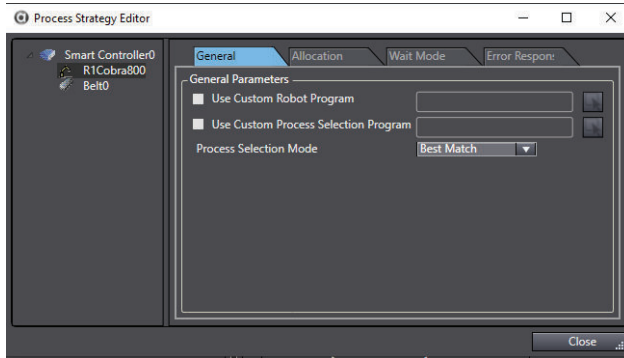 Process Strategy Editor
Smart Controller0
R1Cobra800
Belt0
General Allocation Wait Mode Error Respon:
General Parameters
Use Custom Robot Program
Use Custom Process Selection Program
Process Selection Mode Best Match
Close